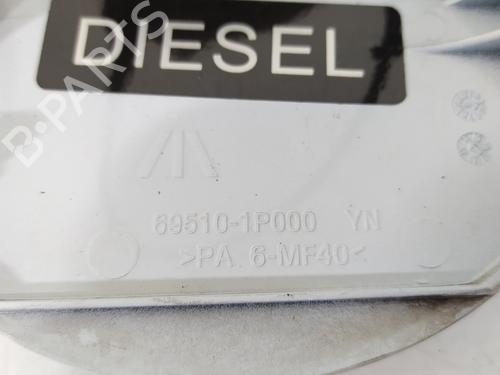 DIESEL
B-PARTS
69510-1P000 YN
>PA 6-MF40<